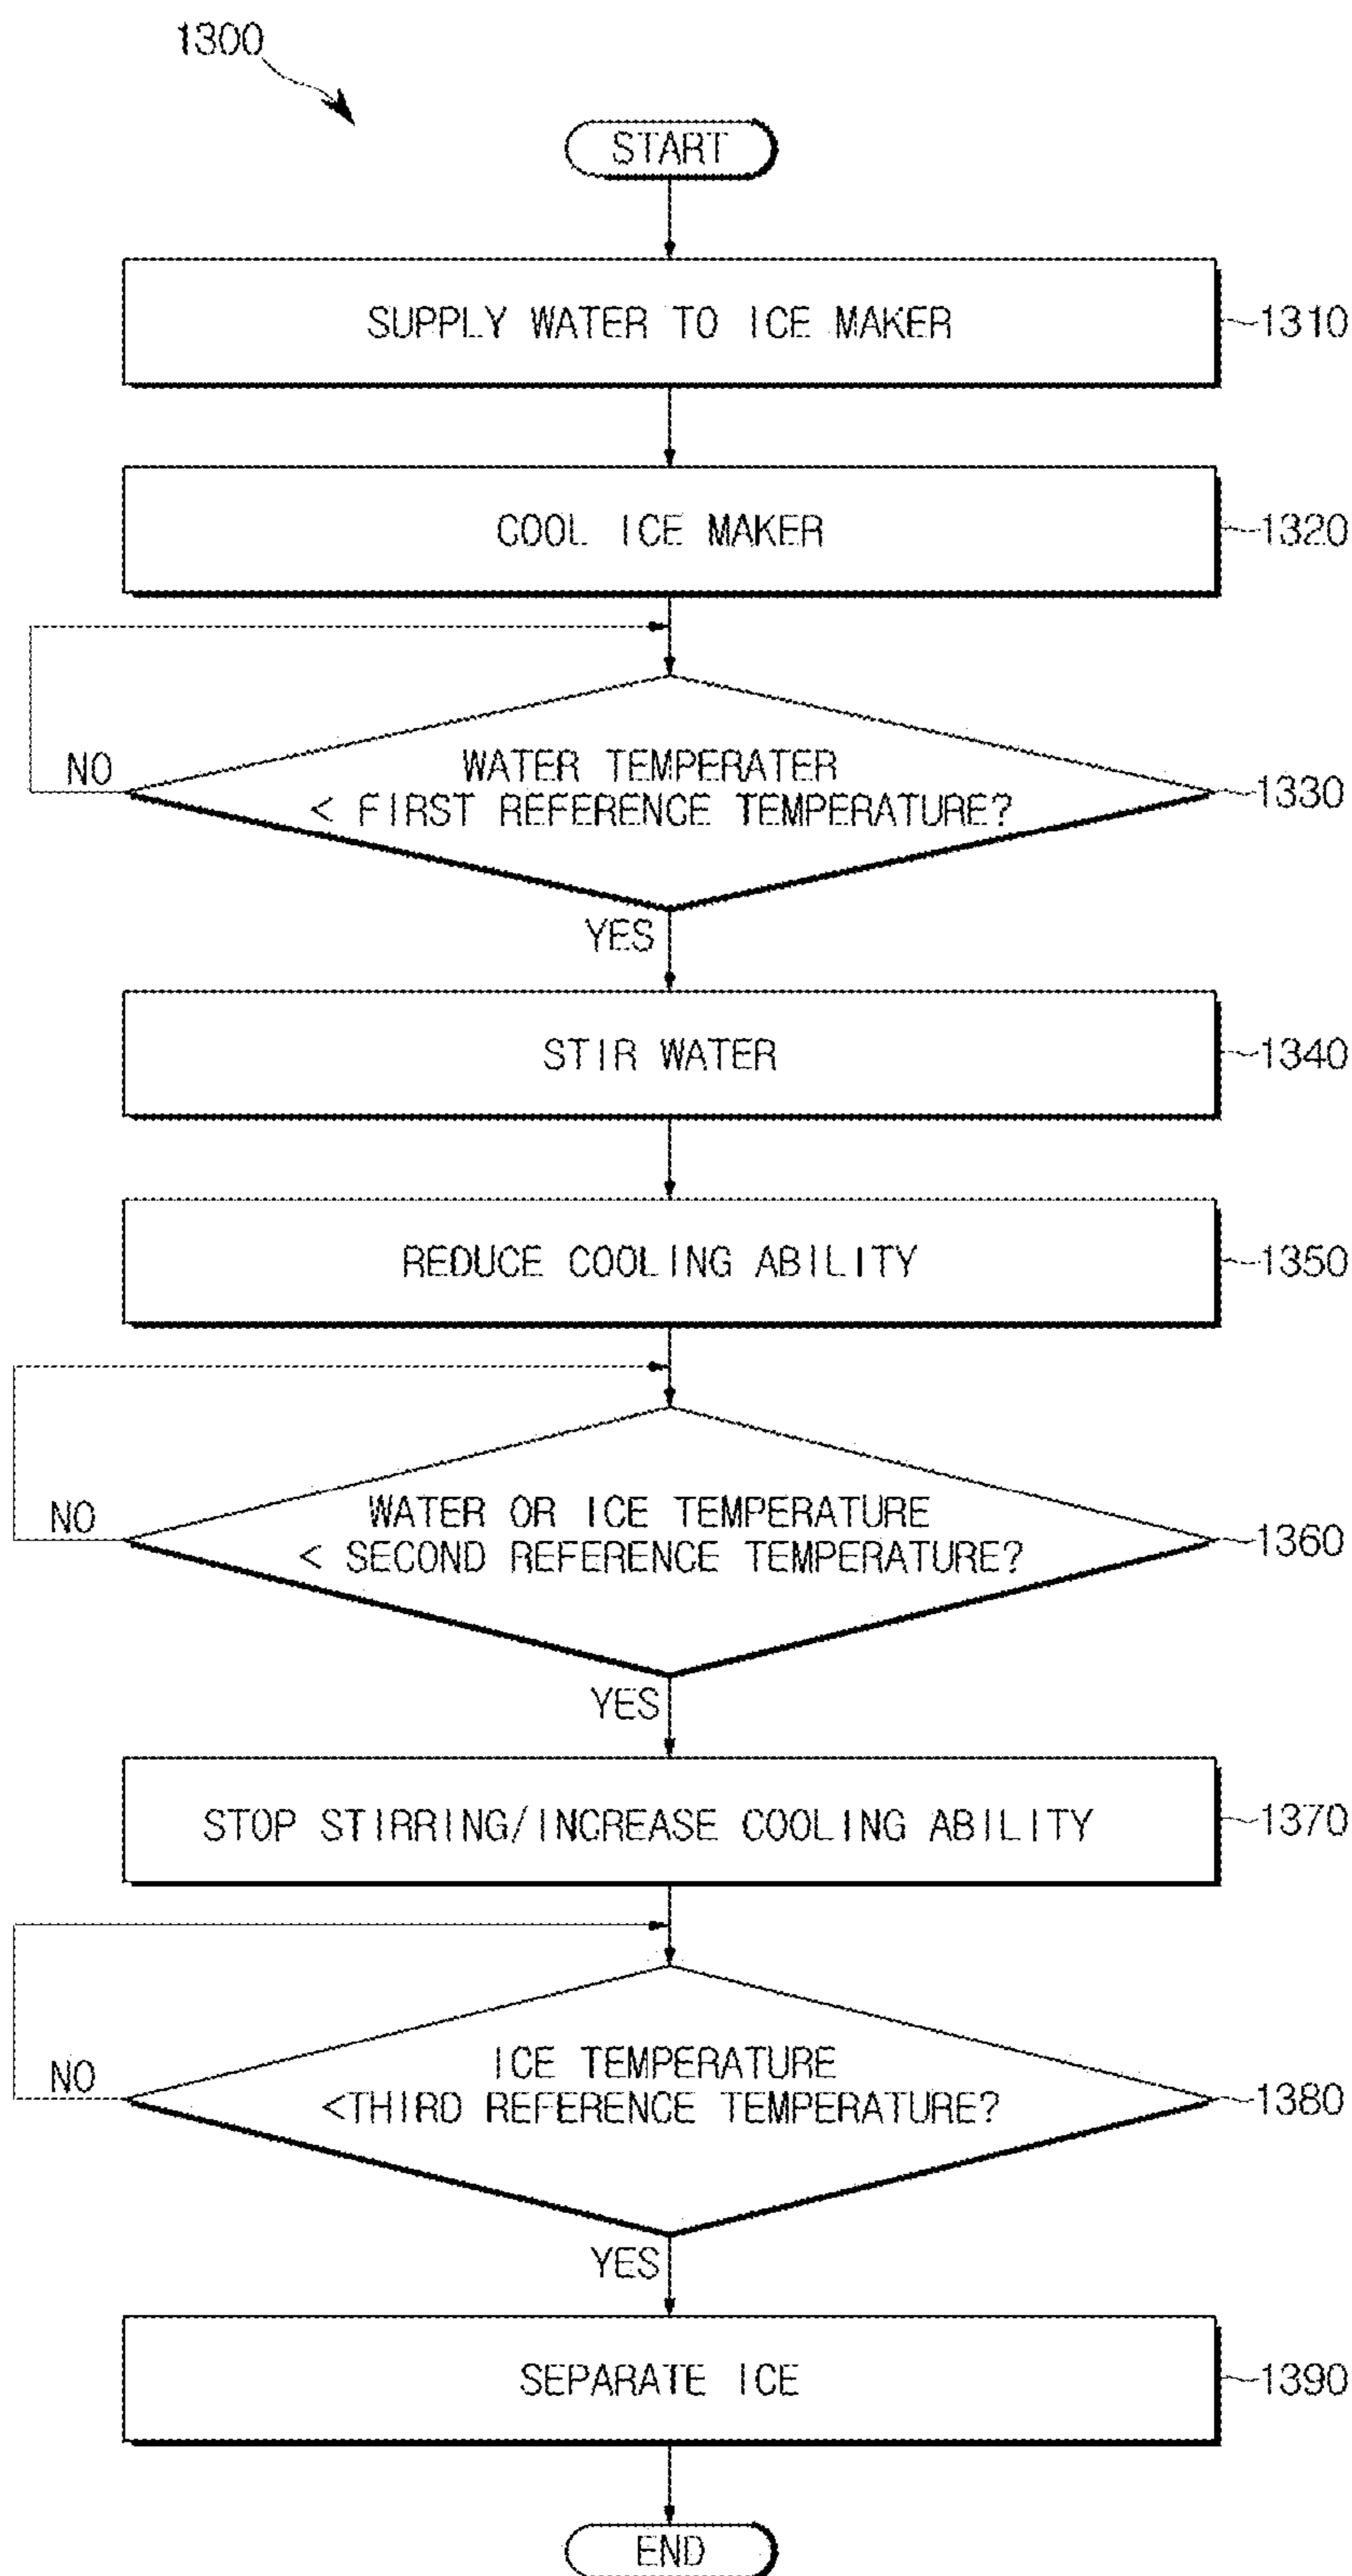 1300
START
SUPPLY WATER TO ICE MAKER
1310
COOL ICE MAKER
1320
WATER TEMPERATER
< FIRST REFERENCE TEMPERATURE?
NO
1330
YES
STIR WATER
1340
REDUCE COOLING ABILITY
1350
WATER OR ICE TEMPERATURE
< SECOND REFERENCE TEMPERATURE?
NO
1360
YES
STOP STIRRING/INCREASE COOLING ABILITY
1370
ICE TEMPERATURE
<THIRD REFERENCE TEMPERATURE?
NO
1380
YES
SEPARATE ICE
1390
END